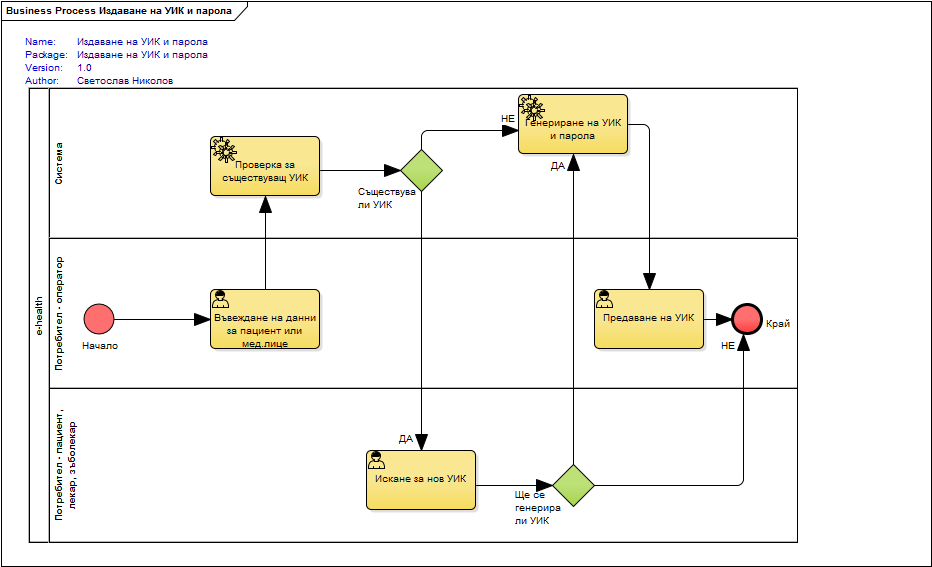 Business Process Издаване на УИК и парола
Name: Издаване на УИК и парола
Package: Издаване на УИК и парола
Version: 1.0
Author: Светослав Николов
e-health
Система
Проверка за
съществуващ УИК
Съществува
ли УИК
НЕ
Генериране на УИК
и парола
ДА
Потребител - оператор
Начало
Въвеждане на данни
за пациент или
мед.лице
Предаване на УИК
Край
НЕ
Потребител - пациент,
лекар, зъболекар
ДА
Искане за нов УИК
Ще се
генерира
ли УИК